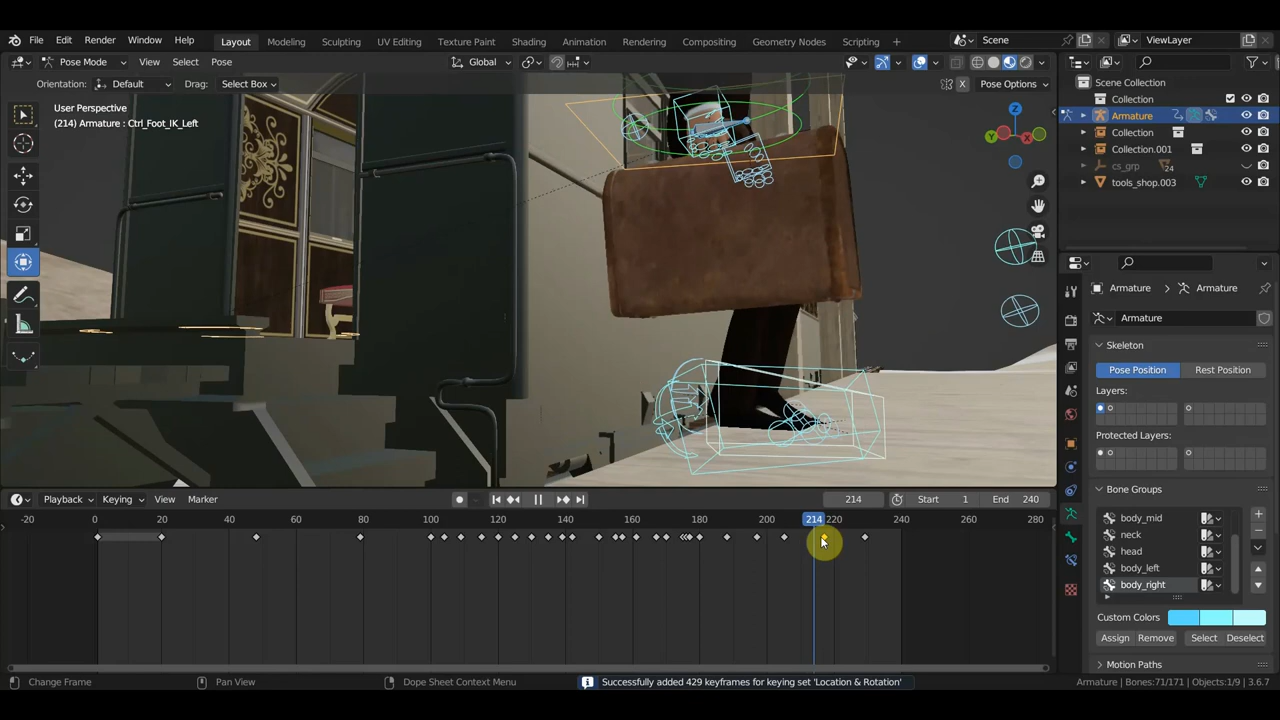 File Edit Render Window Help Layout Modeling Sculpting UV Editing Texture Paint Shading Animation Rendering Compositing Geometry Nodes Scripting Scene ViewLayer
Pose Mode View Select Pose Global
Orientation: Default Drag: Select Box X Pose Options
User Perspective
(214) Armature : Ctrl_Foot_IK_Left
Z
Y
X
Scene Collection
Collection
Armature
Collection
Collection.001
cs_grp 24
tools_shop.003
Armature > Armature
Armature
Skeleton
Pose Position Rest Position
Layers:
Protected Layers:
Bone Groups
body_mid
neck
head
body_left
body_right
Custom Colors
Assign Remove Select Deselect
Motion Paths
Playback Keying View Marker 214 Start 1 End 240
-20 0 20 40 60 80 100 120 140 160 180 200 214 220 240 260 280
Change Frame Pan View Dope Sheet Context Menu Successfully added 429 keyframes for keying set 'Location & Rotation' Armature | Bones:71/171 | Objects:1/9 | 3.6.7